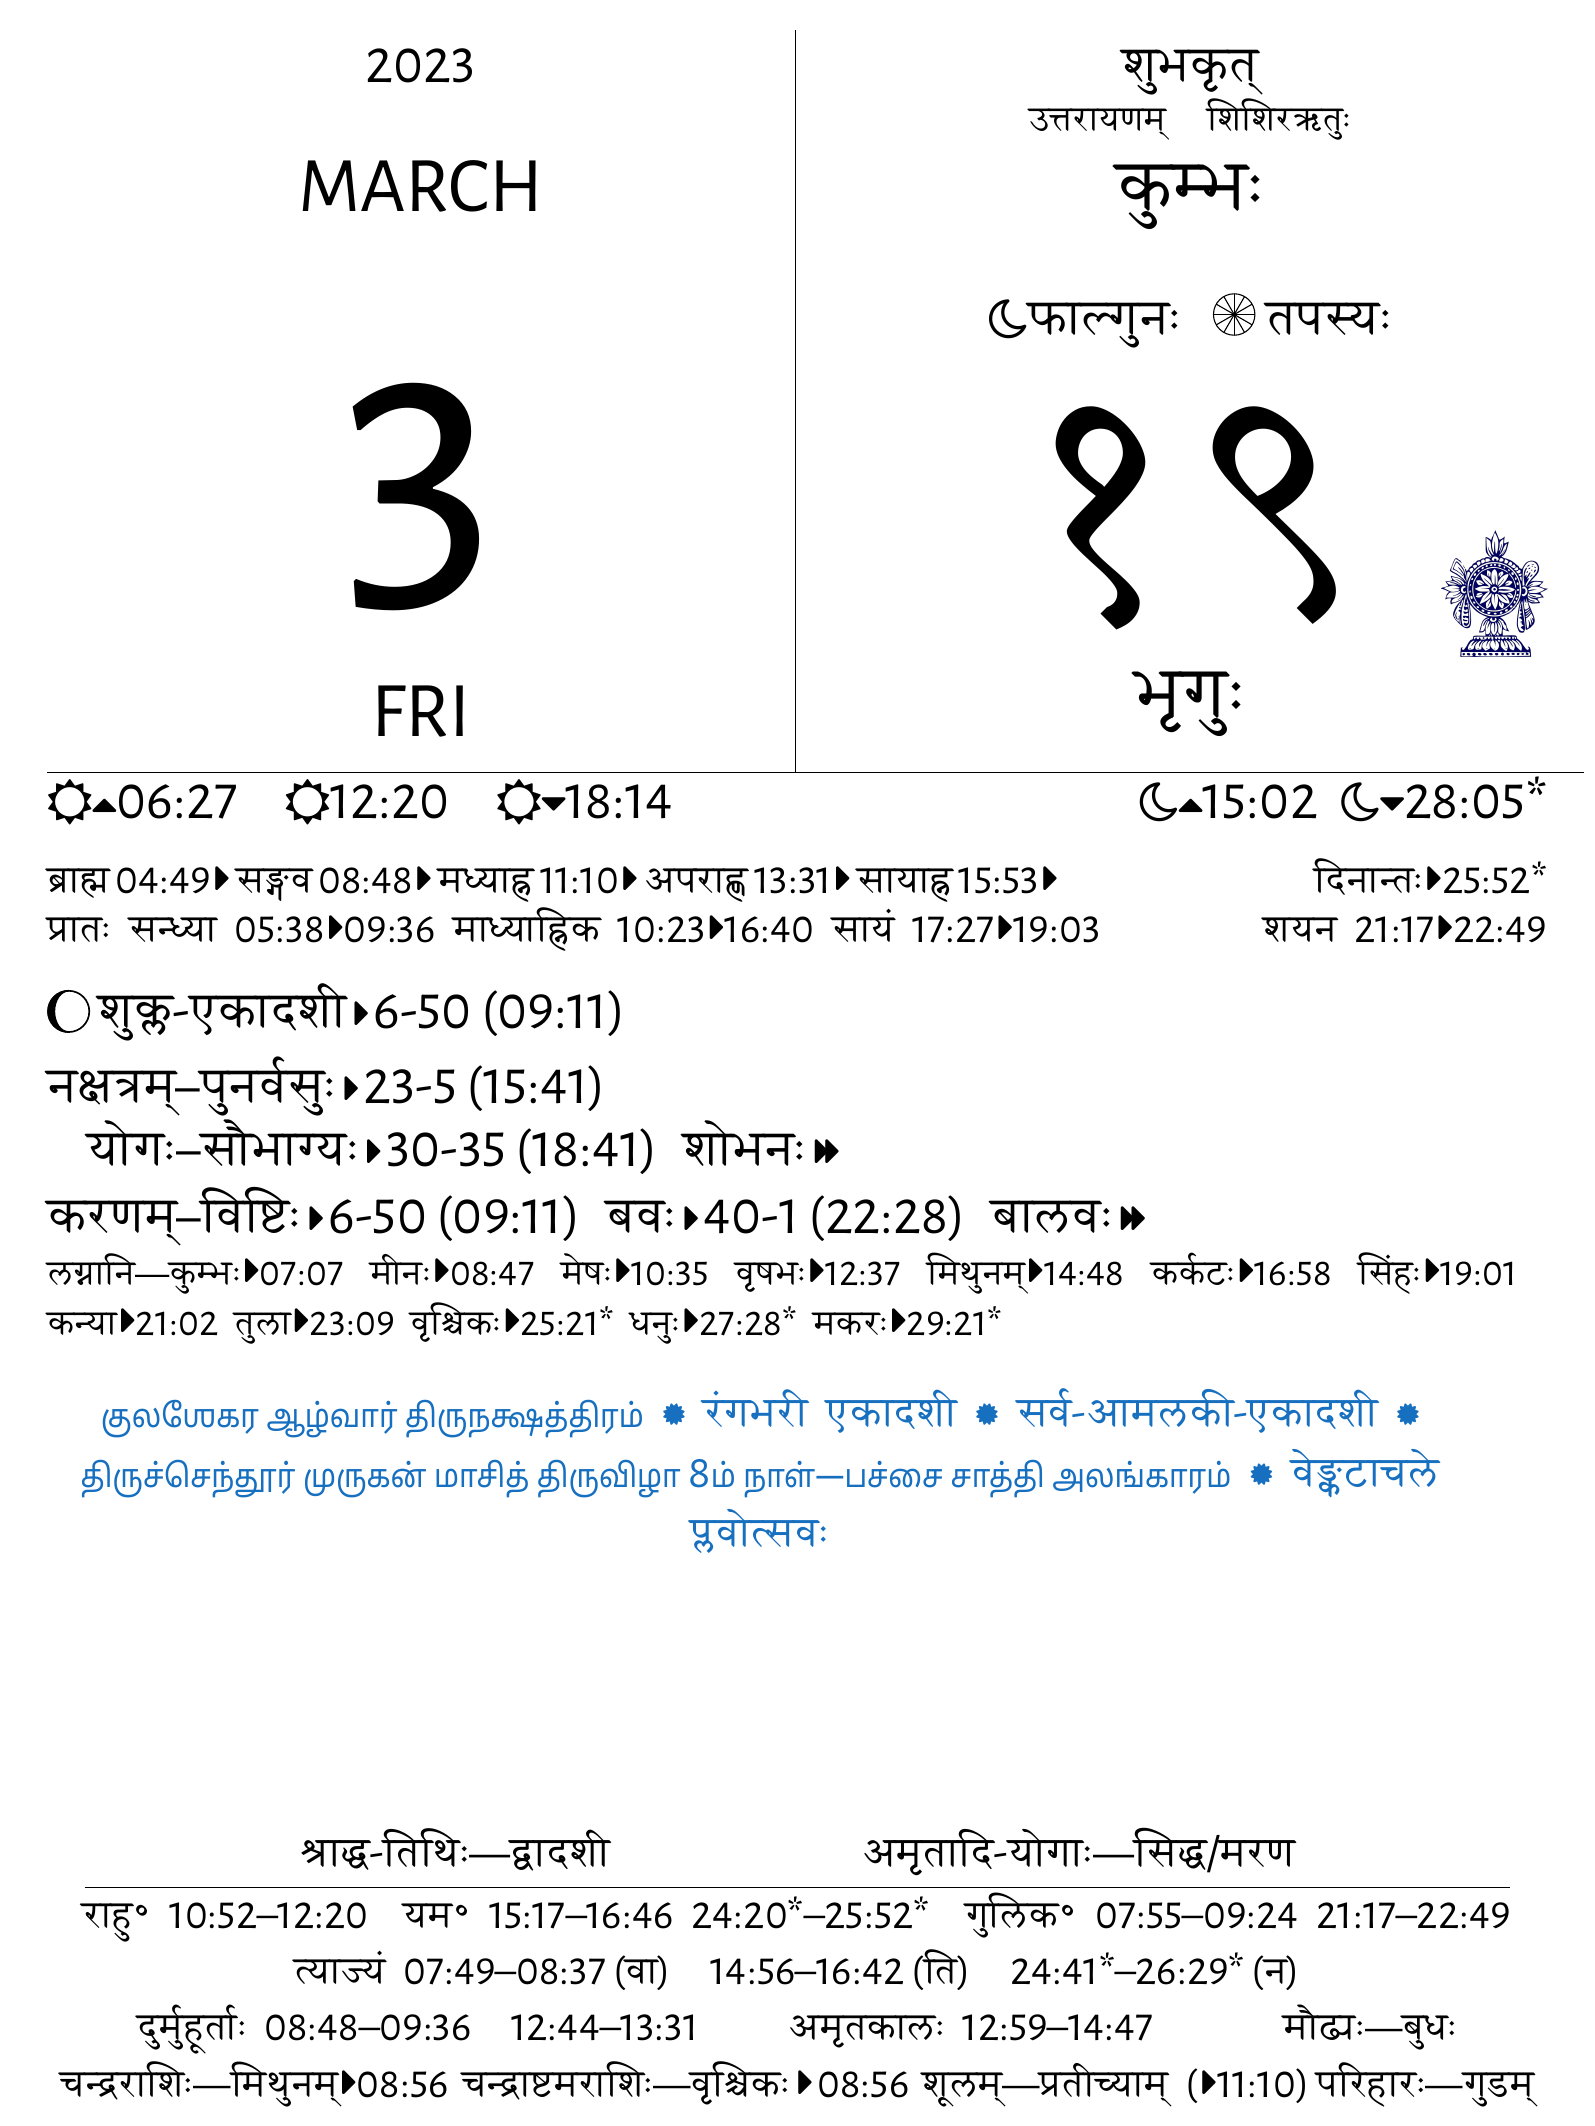 2023
MARCH
3
FRI
शुभकृत्
उत्तरायणम् शिशिरऋतुः
कुम्भः
फाल्गुनः तपस्यः
१९
भृगुः
06:27 12:20 18:14 15:02 28:05*
ब्राह्म 04:49 सङ्गव 08:48 मध्याह्न 11:10 अपराह्ण 13:31 सायाह्न 15:53 दिनान्तः 25:52*
प्रातः सन्ध्या 05:38 09:36 माध्याह्निक 10:23 16:40 सायं 17:27 19:03 शयन 21:17 22:49
शुक्ल-एकादशी 6-50 (09:11)
नक्षत्रम्–पुनर्वसुः 23-5 (15:41)
योगः–सौभाग्यः 30-35 (18:41) शोभनः
करणम्–विष्टिः 6-50 (09:11) बवः 40-1 (22:28) बालवः
लग्नानि—कुम्भः 07:07 मीनः 08:47 मेषः 10:35 वृषभः 12:37 मिथुनम् 14:48 कर्कटः 16:58 सिंहः 19:01
कन्या 21:02 तुला 23:09 वृश्चिकः 25:21* धनुः 27:28* मकरः 29:21*
குலஶேகர ஆழ்வார் திருநக்ஷத்திரம் ✹ रंगभरी एकादशी ✹ सर्व-आमलकी-एकादशी ✹
திருச்செந்தூர் முருகன் மாசித் திருவிழா 8ம் நாள்—பச்சை சாத்தி அலங்காரம் ✹ वेङ्कटाचले
प्लवोत्सवः
श्राद्ध-तिथिः—द्वादशी अमृतादि-योगाः—सिद्ध/मरण
राहु॰ 10:52–12:20 यम॰ 15:17–16:46 24:20*–25:52* गुलिक॰ 07:55–09:24 21:17–22:49
त्याज्यं 07:49–08:37 (वा) 14:56–16:42 (ति) 24:41*–26:29* (न)
दुर्मुहूर्ताः 08:48–09:36 12:44–13:31 अमृतकालः 12:59–14:47 मौढ्यः—बुधः
चन्द्रराशिः—मिथुनम् 08:56 चन्द्राष्टमराशिः—वृश्चिकः 08:56 शूलम्—प्रतीच्याम् (11:10) परिहारः—गुडम्